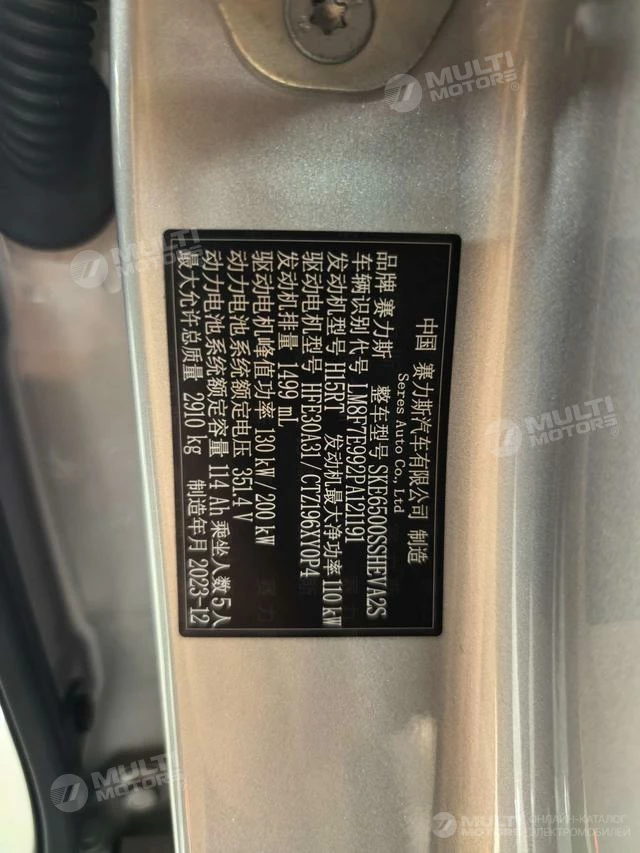 中国 赛力斯汽车有限公司 制造
Seres Auto Co., Ltd
品牌 赛力斯 整车型号 SKE6500SSHEVA2S
车辆识别代号 LM8F7E992PA121191
发动机型号 H15RT 发动机最大净功率 110 kW
驱动电机型号 HFE30A31/CTZ196XY0P4
发动机排量 1499 mL
驱动电机峰值功率 130 kW/200 kW
动力电池系统额定电压 351.4 V
动力电池系统额定容量 114 Ah 乘坐人数 5人
最大允许总质量 2910 kg 制造年月 2023-12
MULTI MOTORS®
MULTI MOTORS
MULTI MOTORS
MULTI MOTORS
MULTI MOTORS
ОНЛАЙН-КАТАЛОГ
ЭЛЕКТРОМОБИЛЕЙ